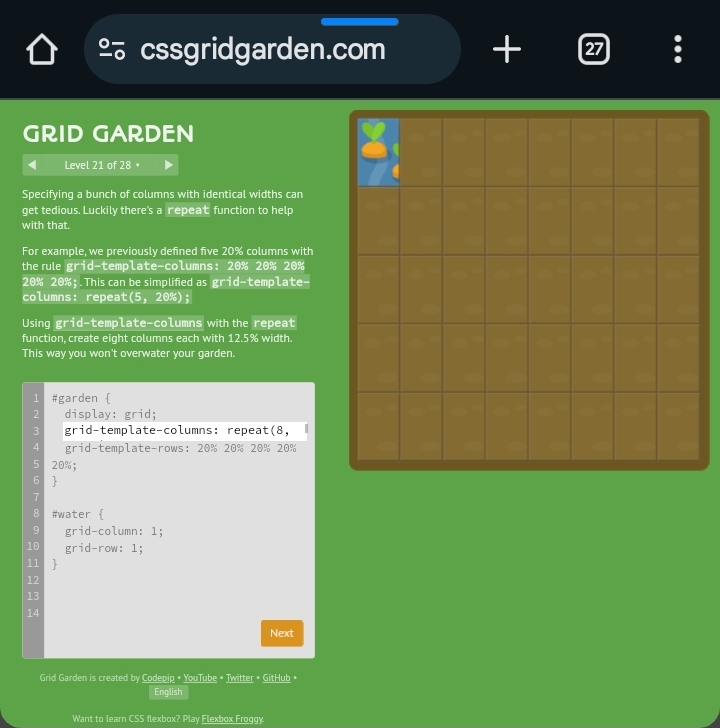 cssgridgarden.com
27
GRID GARDEN
Level 21 of 28
Specifying a bunch of columns with identical widths can
get tedious. Luckily there's a repeat function to help
with that.
For example, we previously defined five 20% columns with
the rule grid-template-columns: 20% 20% 20%
20% 20%;. This can be simplified as grid-template-
columns: repeat(5, 20%);
Using grid-template-columns with the repeat
function, create eight columns each with 12.5% width.
This way you won't overwater your garden.
1 #garden {
2 display: grid;
3 grid-template-columns: repeat(8,
4 grid-template-rows: 20% 20% 20% 20%
5 20%;
6 }
7
8 #water {
9 grid-column: 1;
10 grid-row: 1;
11 }
12
13
14
Next
Grid Garden is created by Codepip • YouTube • Twitter • GitHub •
English
Want to learn CSS flexbox? Play Flexbox Froggy.